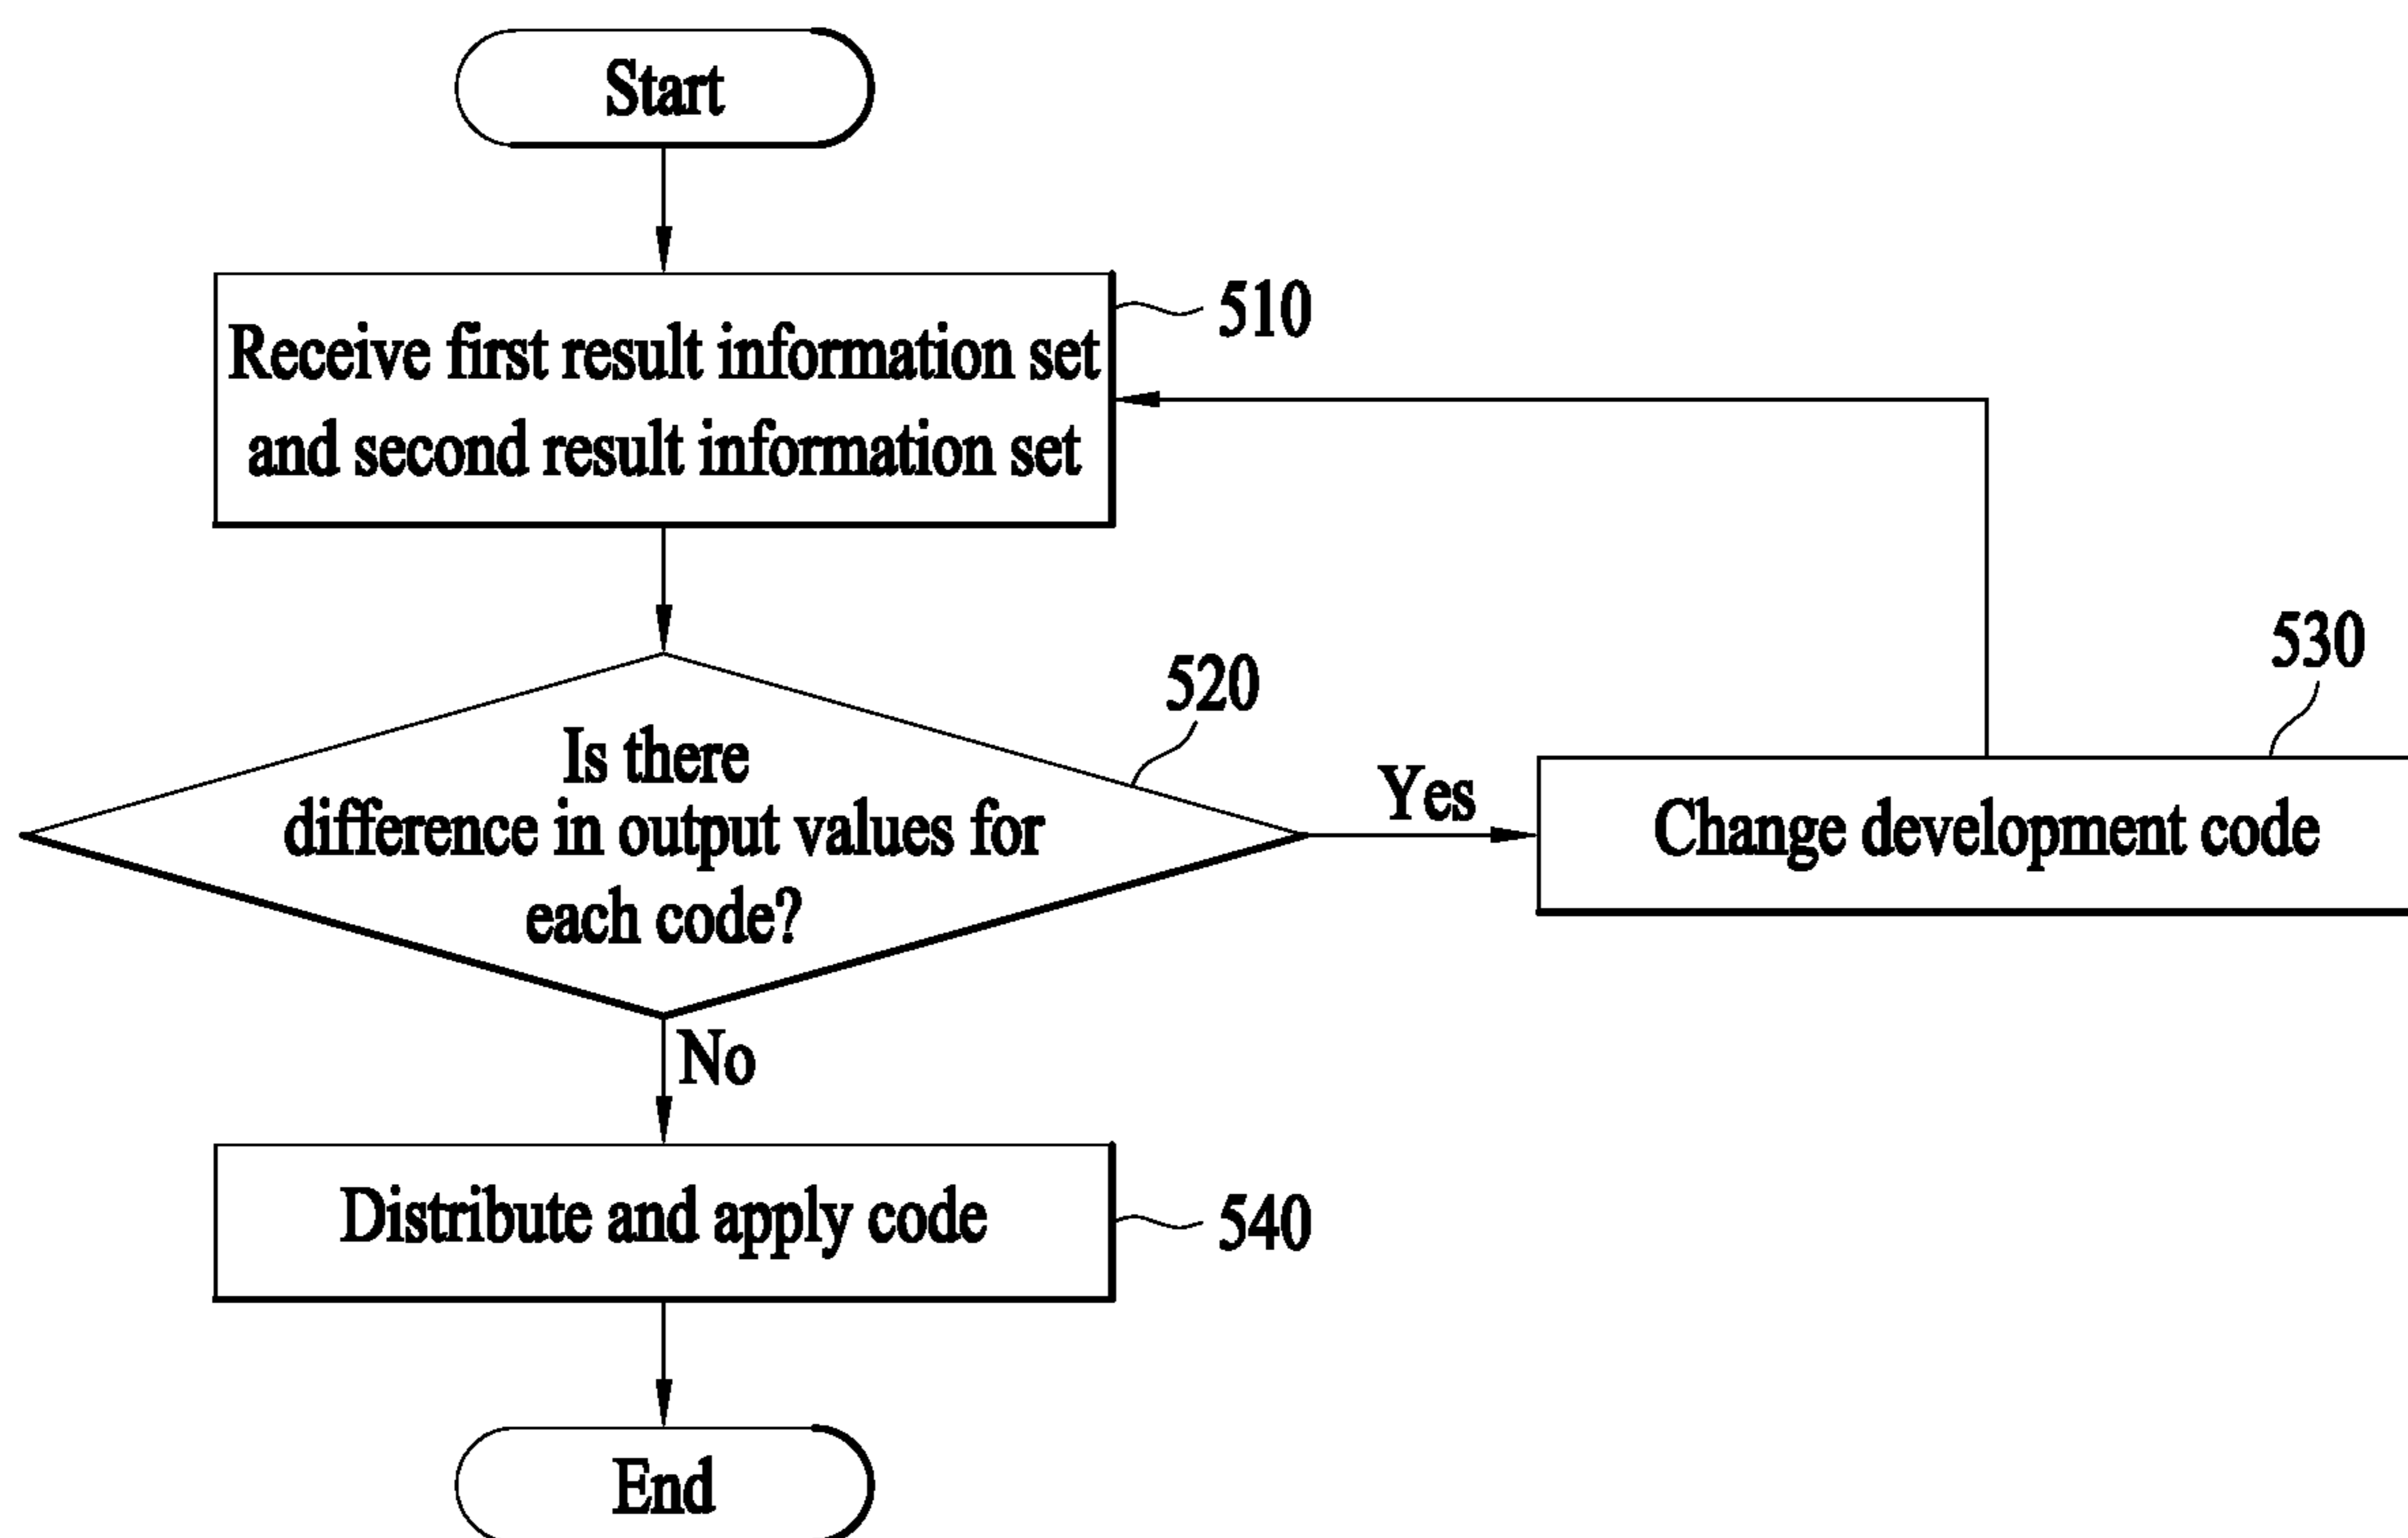 Start
Receive first result information set
and second result information set
510
Is there
difference in output values for
each code?
520
Yes
Change development code
530
No
Distribute and apply code
540
End